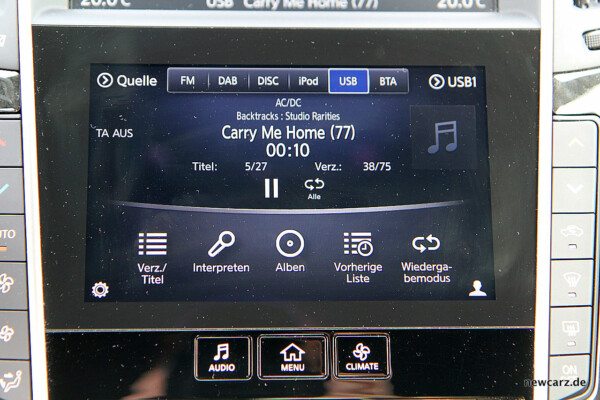 20.0°C USB Carry Me Home (77) 20.0°C
Quelle FM DAB DISC iPod USB BTA USB1
AC/DC
Backtracks : Studio Rarities
TA AUS Carry Me Home (77)
00:10
Titel: 5/27 Verz.: 38/75
Alle
Verz./
Titel
Interpreten
Alben
Vorherige
Liste
Wiederga-
bemodus
AUDIO
MENU
CLIMATE
ON
newcarz.de